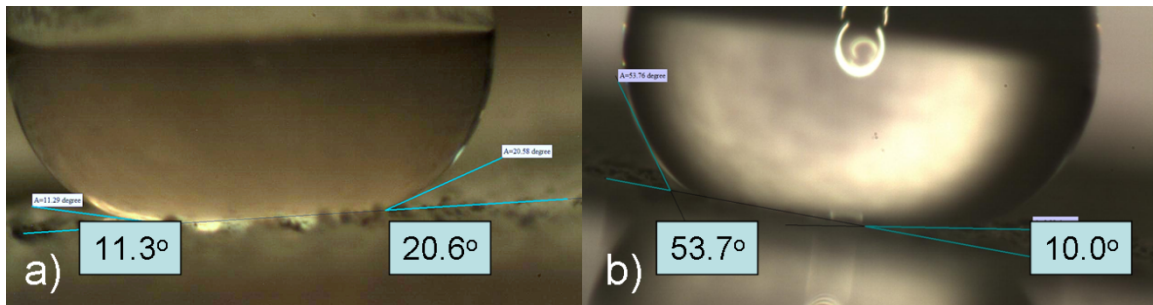 A=53.76 degree
A=20.58 degree
A=11.29 degree
a) 11.3° 20.6°
b) 53.7° 10.0°